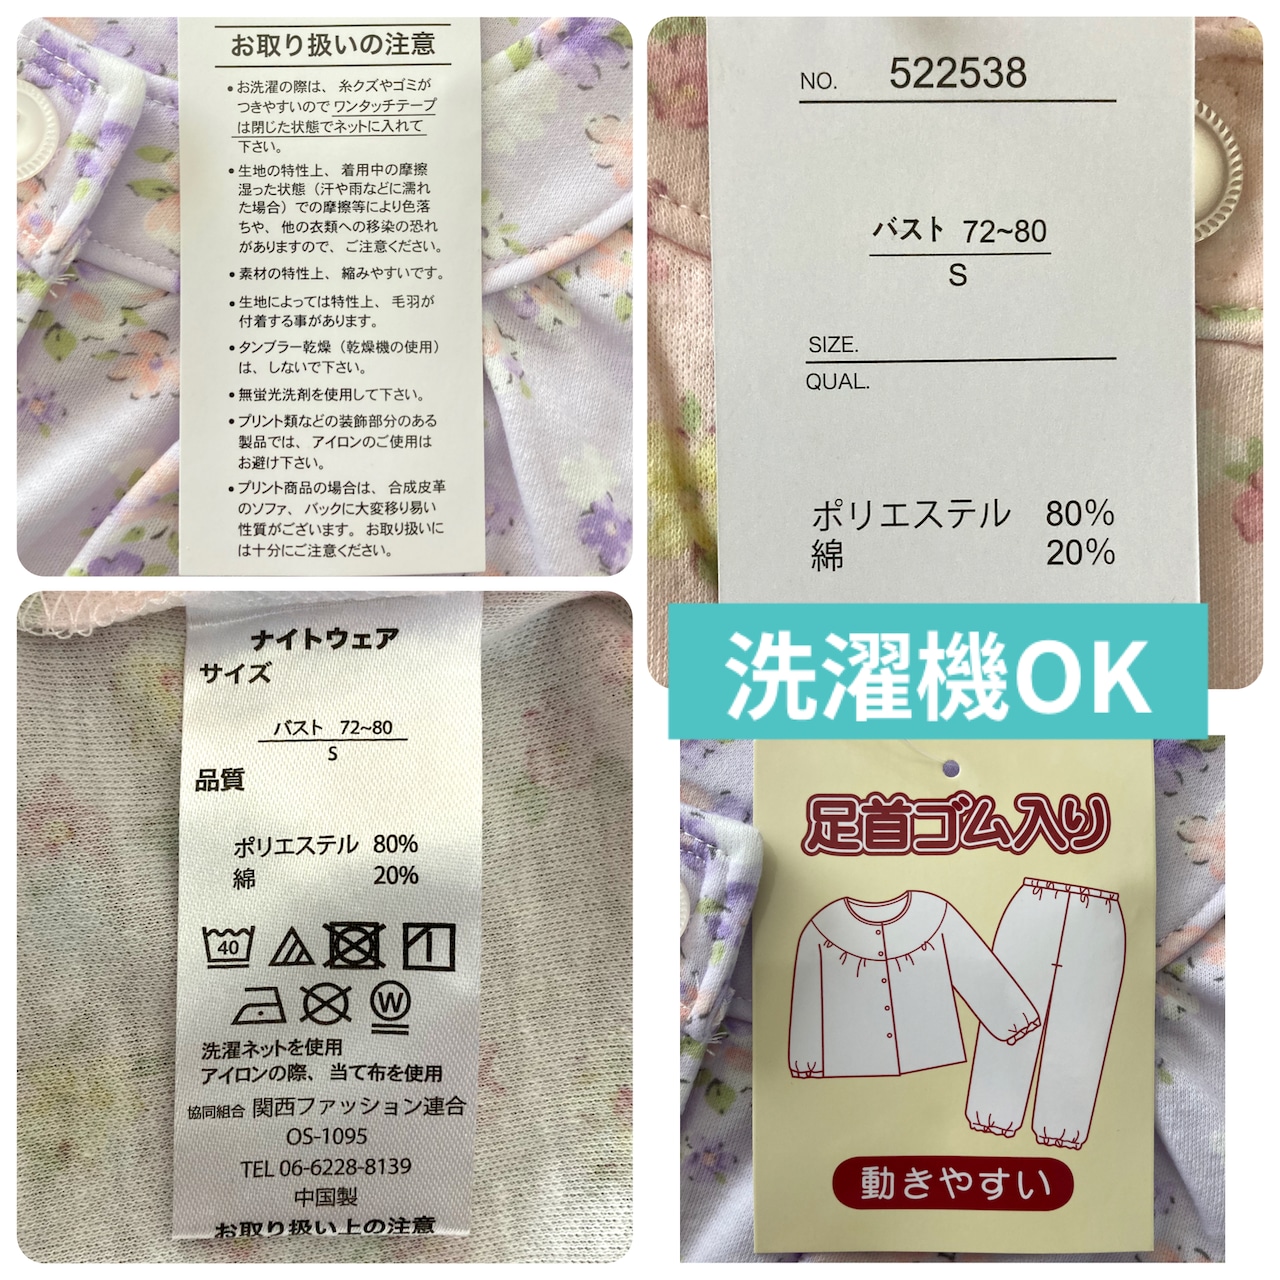 お取り扱いの注意
•お洗濯の際は、糸クズやゴミが
つきやすいのでワンタッチテープ
は閉じた状態でネットに入れて
下さい。
•生地の特性上、着用中の摩擦
湿った状態（汗や雨などに濡れ
た場合）での摩擦等により色落
ちや、他の衣類への移染の恐れ
がありますので、ご注意ください。
•素材の特性上、縮みやすいです。
•生地によっては特性上、毛羽が
付着する事があります。
•タンブラー乾燥（乾燥機の使用）
は、しないで下さい。
•無蛍光洗剤を使用して下さい。
•プリント類などの装飾部分のある
製品では、アイロンのご使用は
お避け下さい。
•プリント商品の場合は、合成皮革
のソファ、バックに大変移り易い
性質がございます。お取り扱いに
は十分にご注意ください。
NO. 522538
バスト 72~80
S
SIZE.
QUAL.
ポリエステル 80%
綿 20%
洗濯機OK
ナイトウェア
サイズ
バスト 72~80
S
品質
ポリエステル 80%
綿 20%
40
W
洗濯ネットを使用
アイロンの際、当て布を使用
協同組合 関西ファッション連合
OS-1095
TEL 06-6228-8139
中国製
お取り扱い上の注意
足首ゴム入り
動きやすい